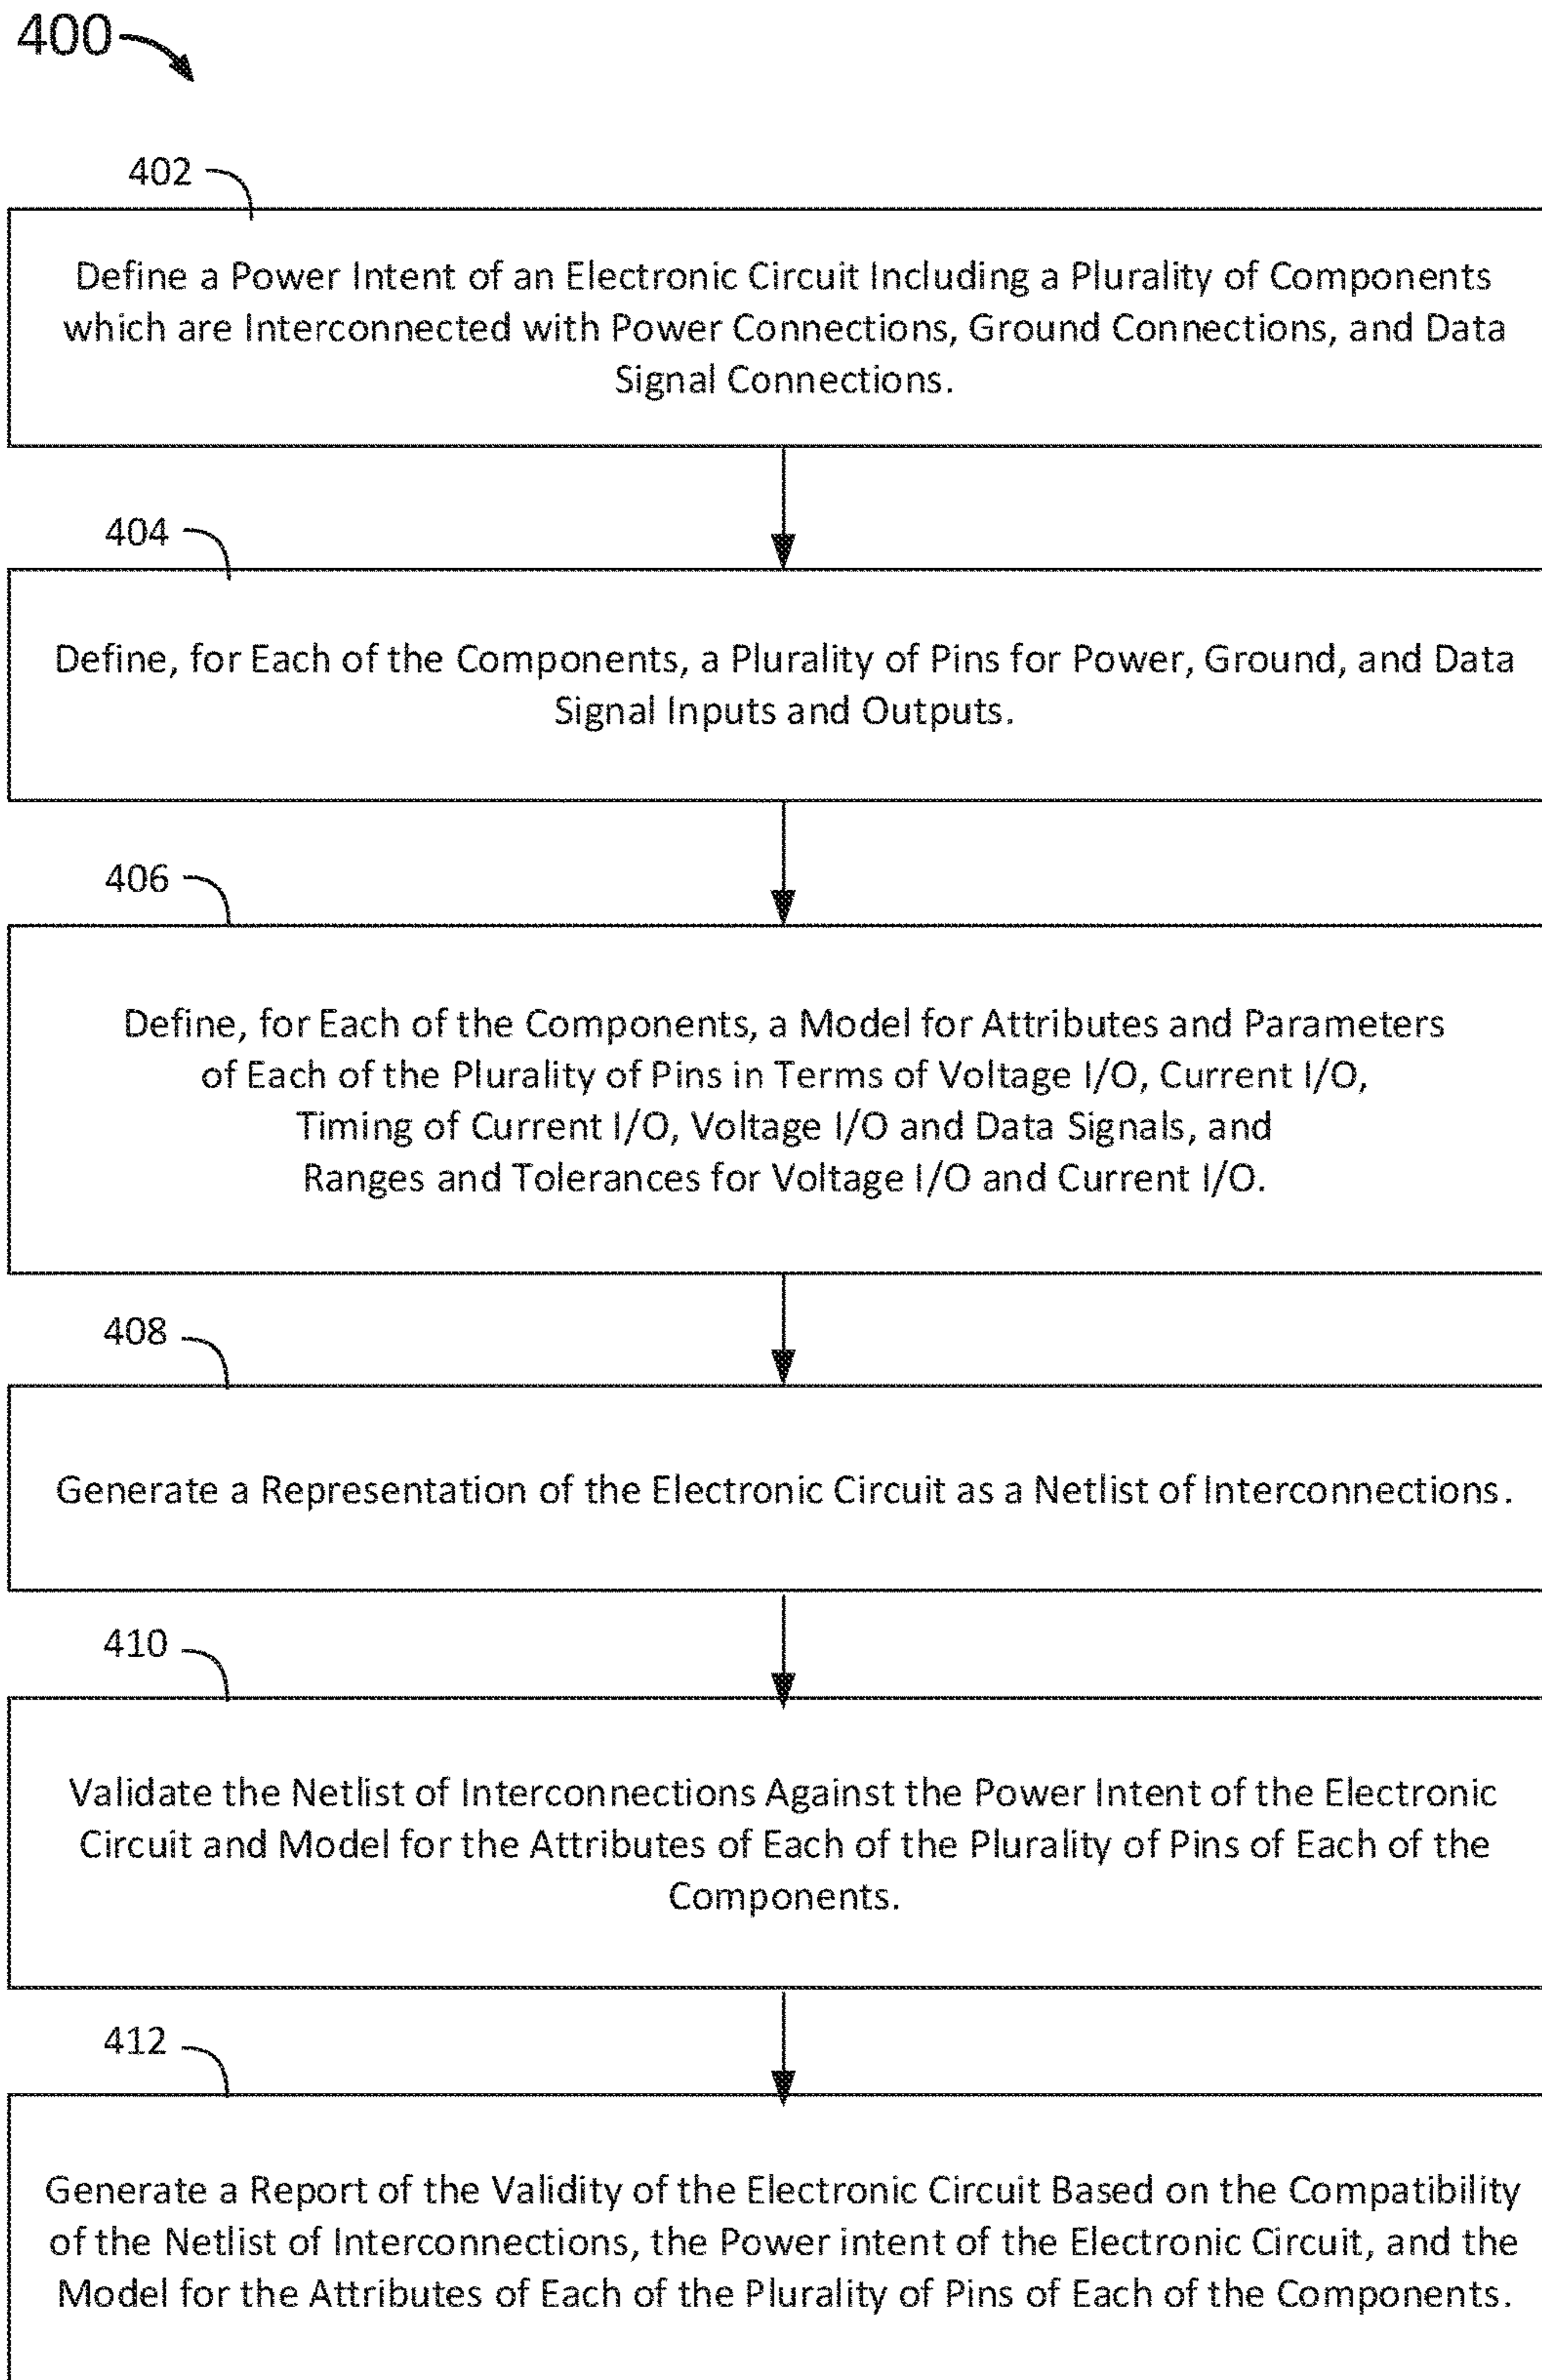 400
402
Define a Power Intent of an Electronic Circuit Including a Plurality of Components
which are Interconnected with Power Connections, Ground Connections, and Data
Signal Connections.
404
Define, for Each of the Components, a Plurality of Pins for Power, Ground, and Data
Signal Inputs and Outputs.
406
Define, for Each of the Components, a Model for Attributes and Parameters
of Each of the Plurality of Pins in Terms of Voltage I/O, Current I/O,
Timing of Current I/O, Voltage I/O and Data Signals, and
Ranges and Tolerances for Voltage I/O and Current I/O.
408
Generate a Representation of the Electronic Circuit as a Netlist of Interconnections.
410
Validate the Netlist of Interconnections Against the Power Intent of the Electronic
Circuit and Model for the Attributes of Each of the Plurality of Pins of Each of the
Components.
412
Generate a Report of the Validity of the Electronic Circuit Based on the Compatibility
of the Netlist of Interconnections, the Power intent of the Electronic Circuit, and the
Model for the Attributes of Each of the Plurality of Pins of Each of the Components.